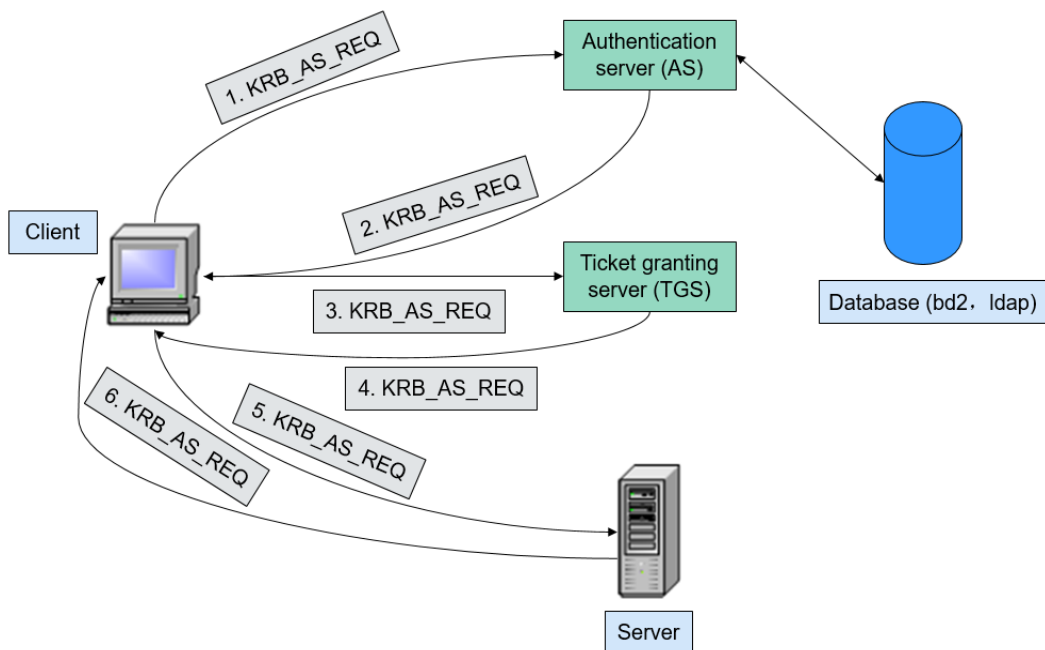 1. KRB_AS_REQ
Authentication
server (AS)
2. KRB_AS_REQ
Client
Ticket granting
server (TGS)
3. KRB_AS_REQ
Database (bd2，ldap)
4. KRB_AS_REQ
6. KRB_AS_REQ
5. KRB_AS_REQ
Server